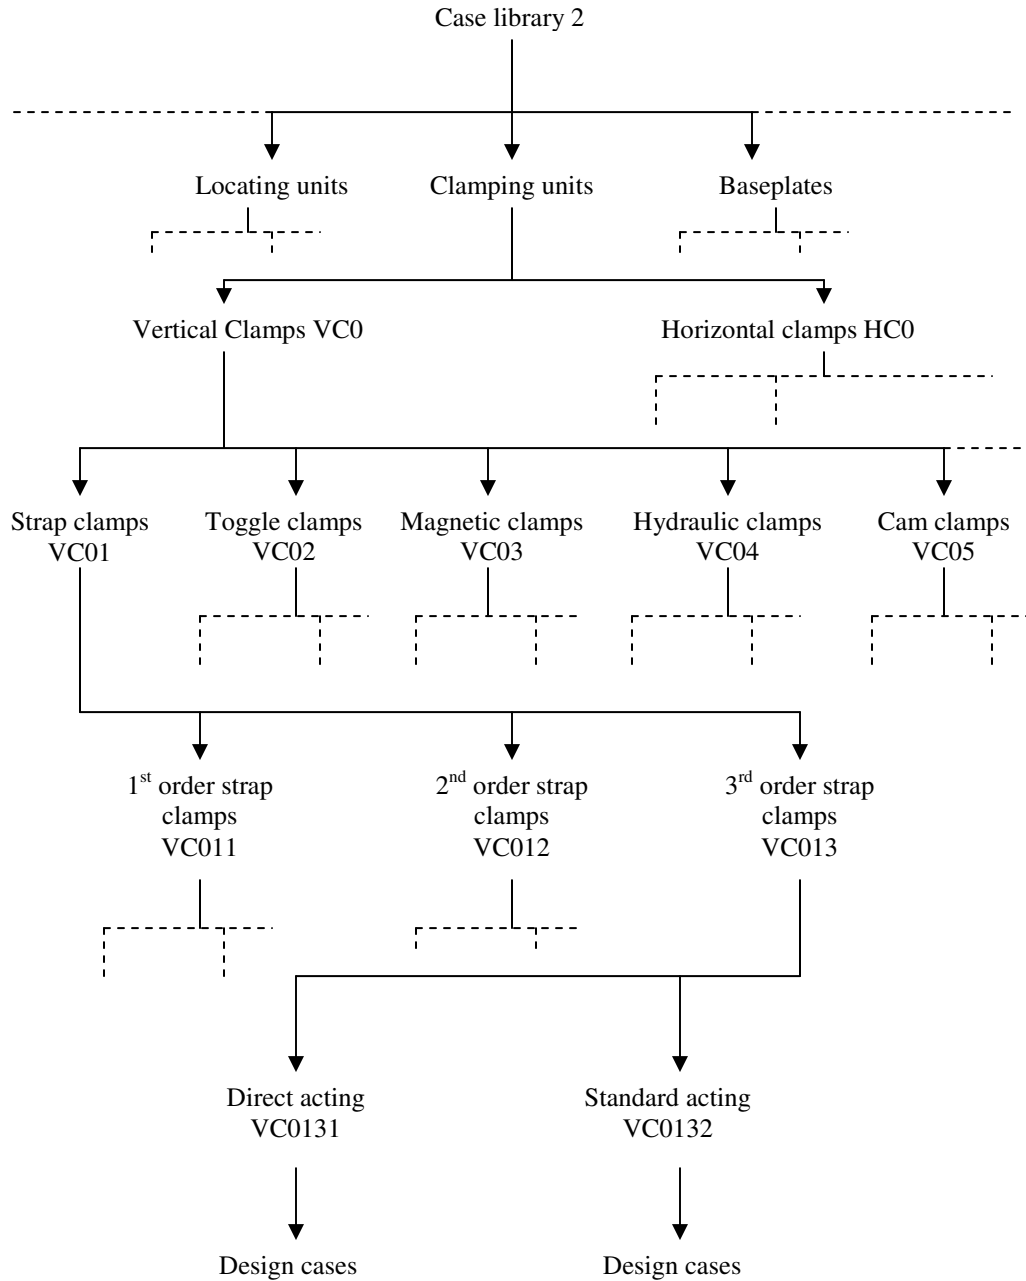 Case library 2
Locating units
Clamping units
Baseplates
Vertical Clamps VC0
Horizontal clamps HC0
Strap clamps
VC01
Toggle clamps
VC02
Magnetic clamps
VC03
Hydraulic clamps
VC04
Cam clamps
VC05
1st order strap
clamps
VC011
2nd order strap
clamps
VC012
3rd order strap
clamps
VC013
Direct acting
VC0131
Standard acting
VC0132
Design cases
Design cases